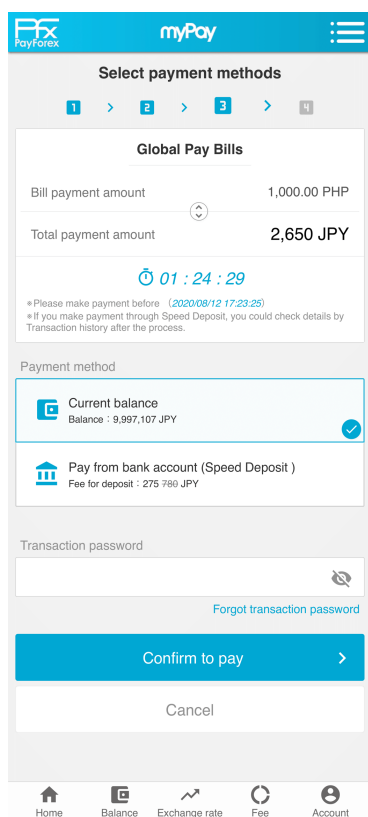 Pfx
PayForex
myPay
Select payment methods
1 > 2 > 3 > 4
Global Pay Bills
Bill payment amount 1,000.00 PHP
Total payment amount 2,650 JPY
01 : 24 : 29
*Please make payment before （2020/08/12 17:23:25）
*If you make payment through Speed Deposit, you could check details by
Transaction history after the process.
Payment method
Current balance
Balance : 9,997,107 JPY
Pay from bank account (Speed Deposit )
Fee for deposit : 275 780 JPY
Transaction password
Forgot transaction password
Confirm to pay >
Cancel
Home Balance Exchange rate Fee Account